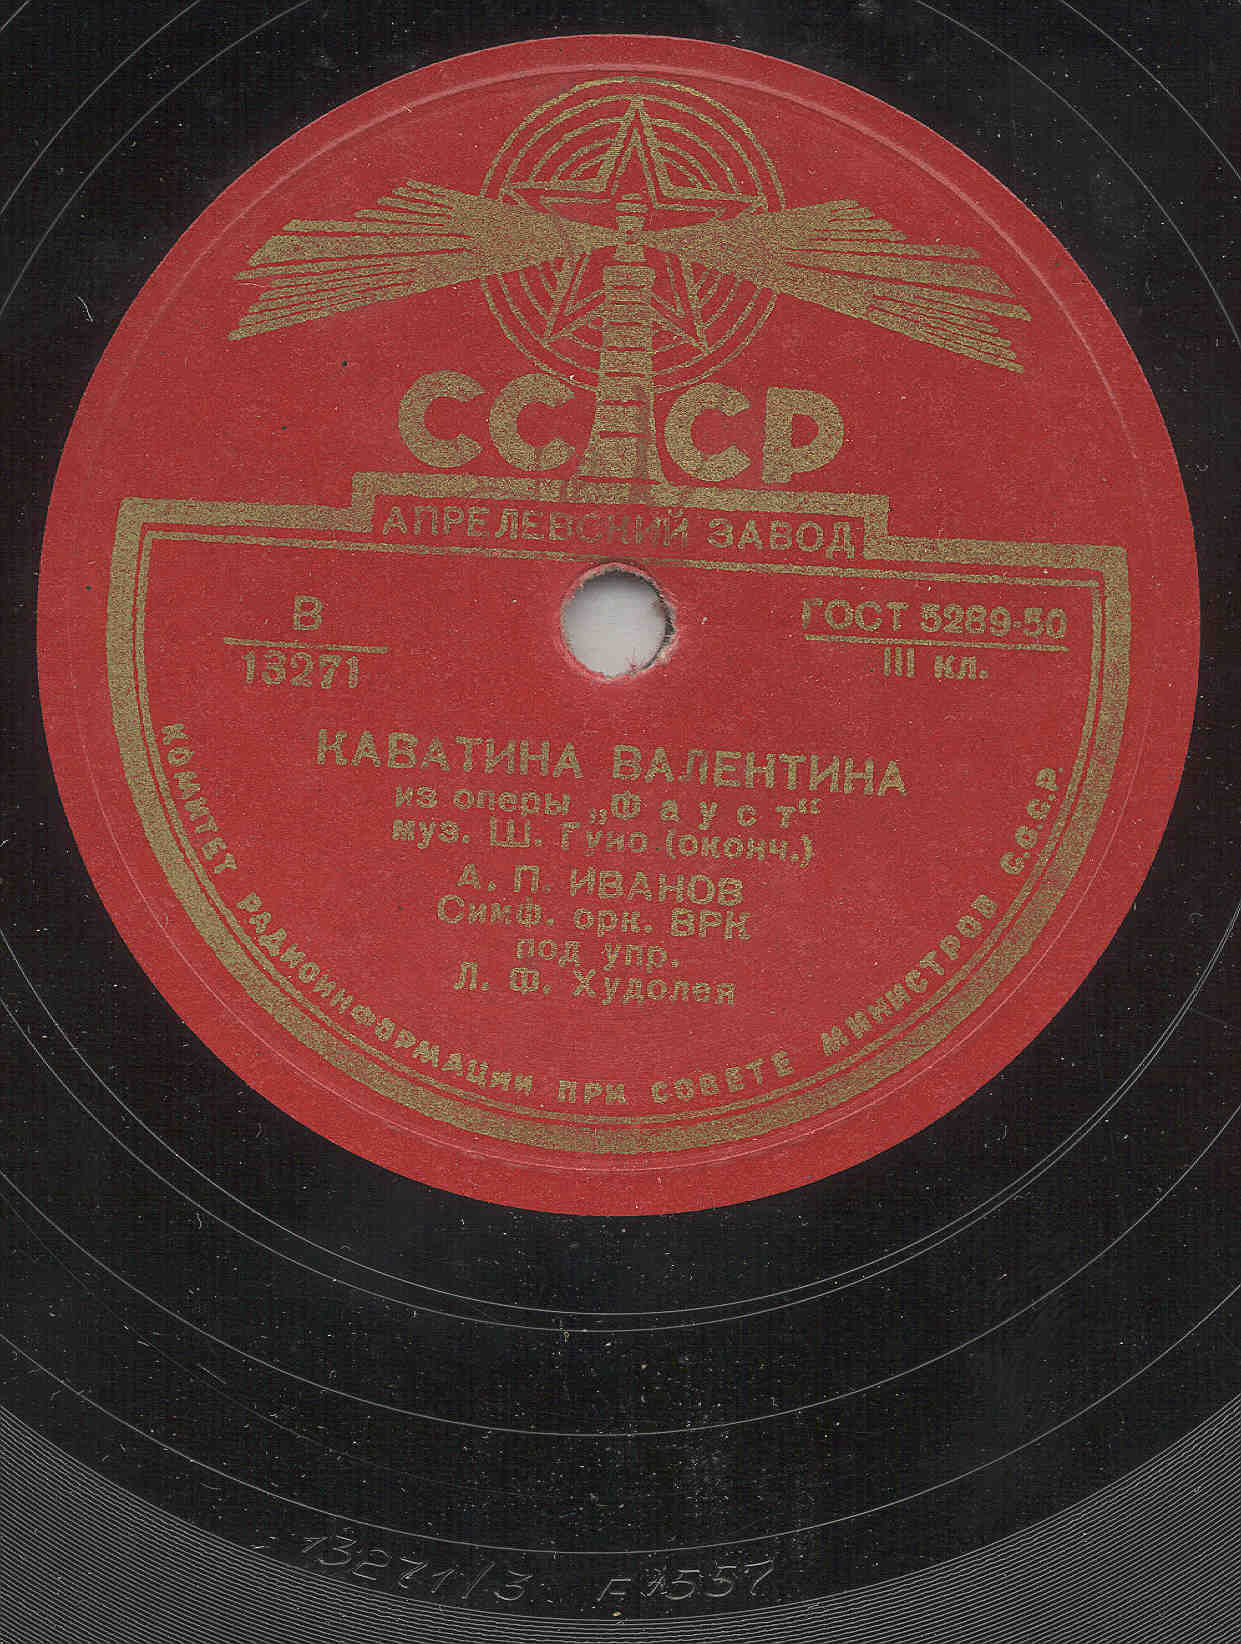 СССР
АПРЕЛЕВСКИЙ ЗАВОД
В
13271
ГОСТ 5289-50
III кл.
КАВАТИНА ВАЛЕНТИНА
из оперы „Фауст“
муз. Ш. Гуно (оконч.)
А. П. ИВАНОВ
Симф. орк. ВРК
под упр.
Л. Ф. Худолея
КОМИТЕТ РАДИОИНФОРМАЦИИ ПРИ СОВЕТЕ МИНИСТРОВ С.С.С.Р.
13271/3